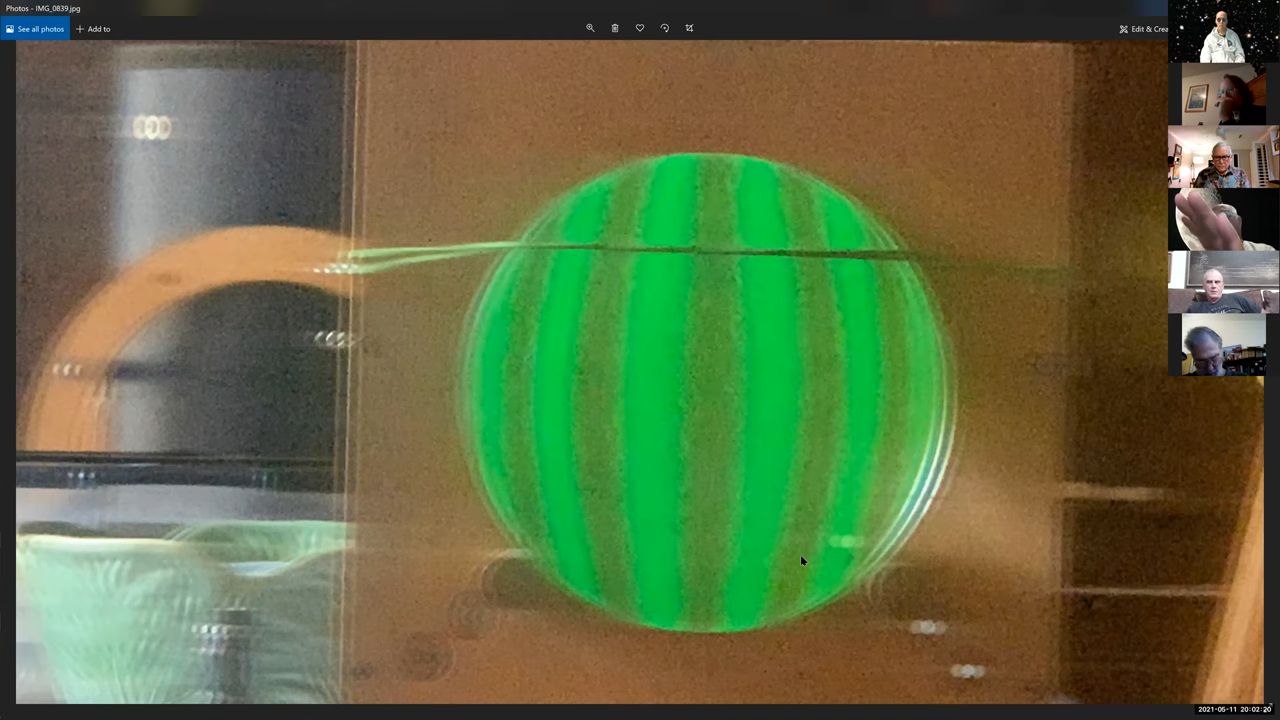 Photos - IMG_0839.jpg
See all photos
Add to
Edit & Crea
2021-05-11 20:02:20